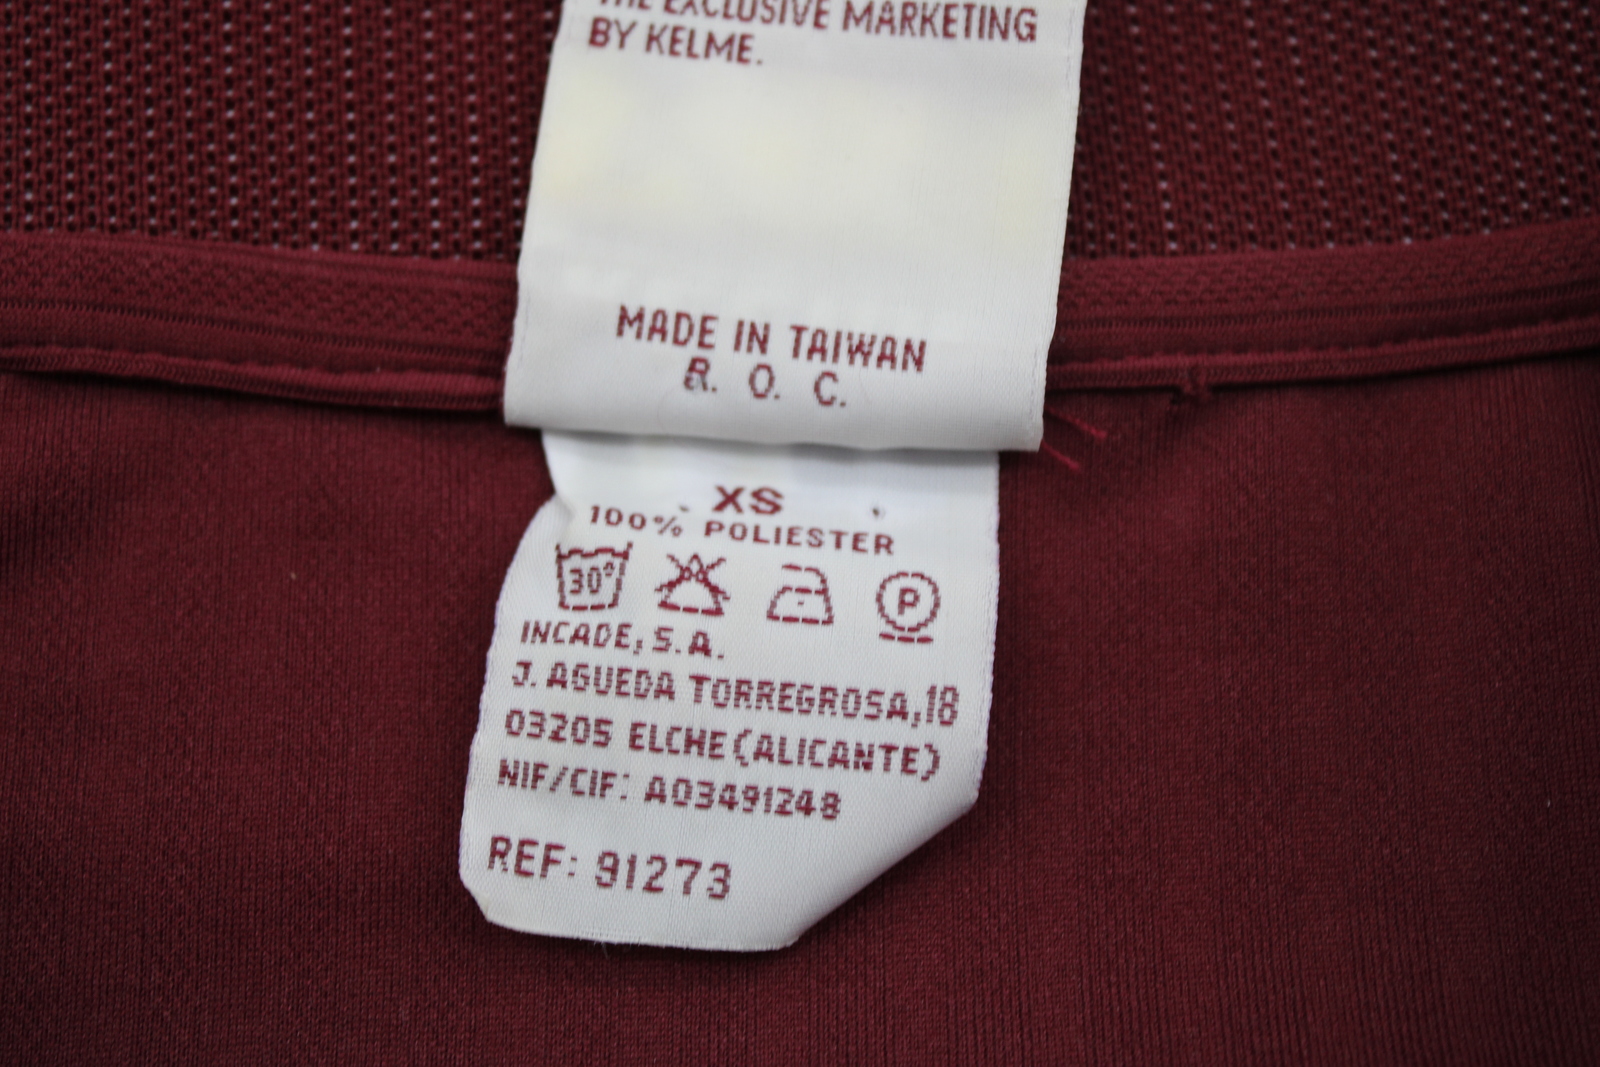 THE EXCLUSIVE MARKETING
BY KELME.
MADE IN TAIWAN
R. O. C.
XS
100% POLIESTER
30° P
INCADE, S.A.
J. AGUEDA TORREGROSA,18
03205 ELCHE (ALICANTE)
NIF/CIF: A03491248
REF: 91273